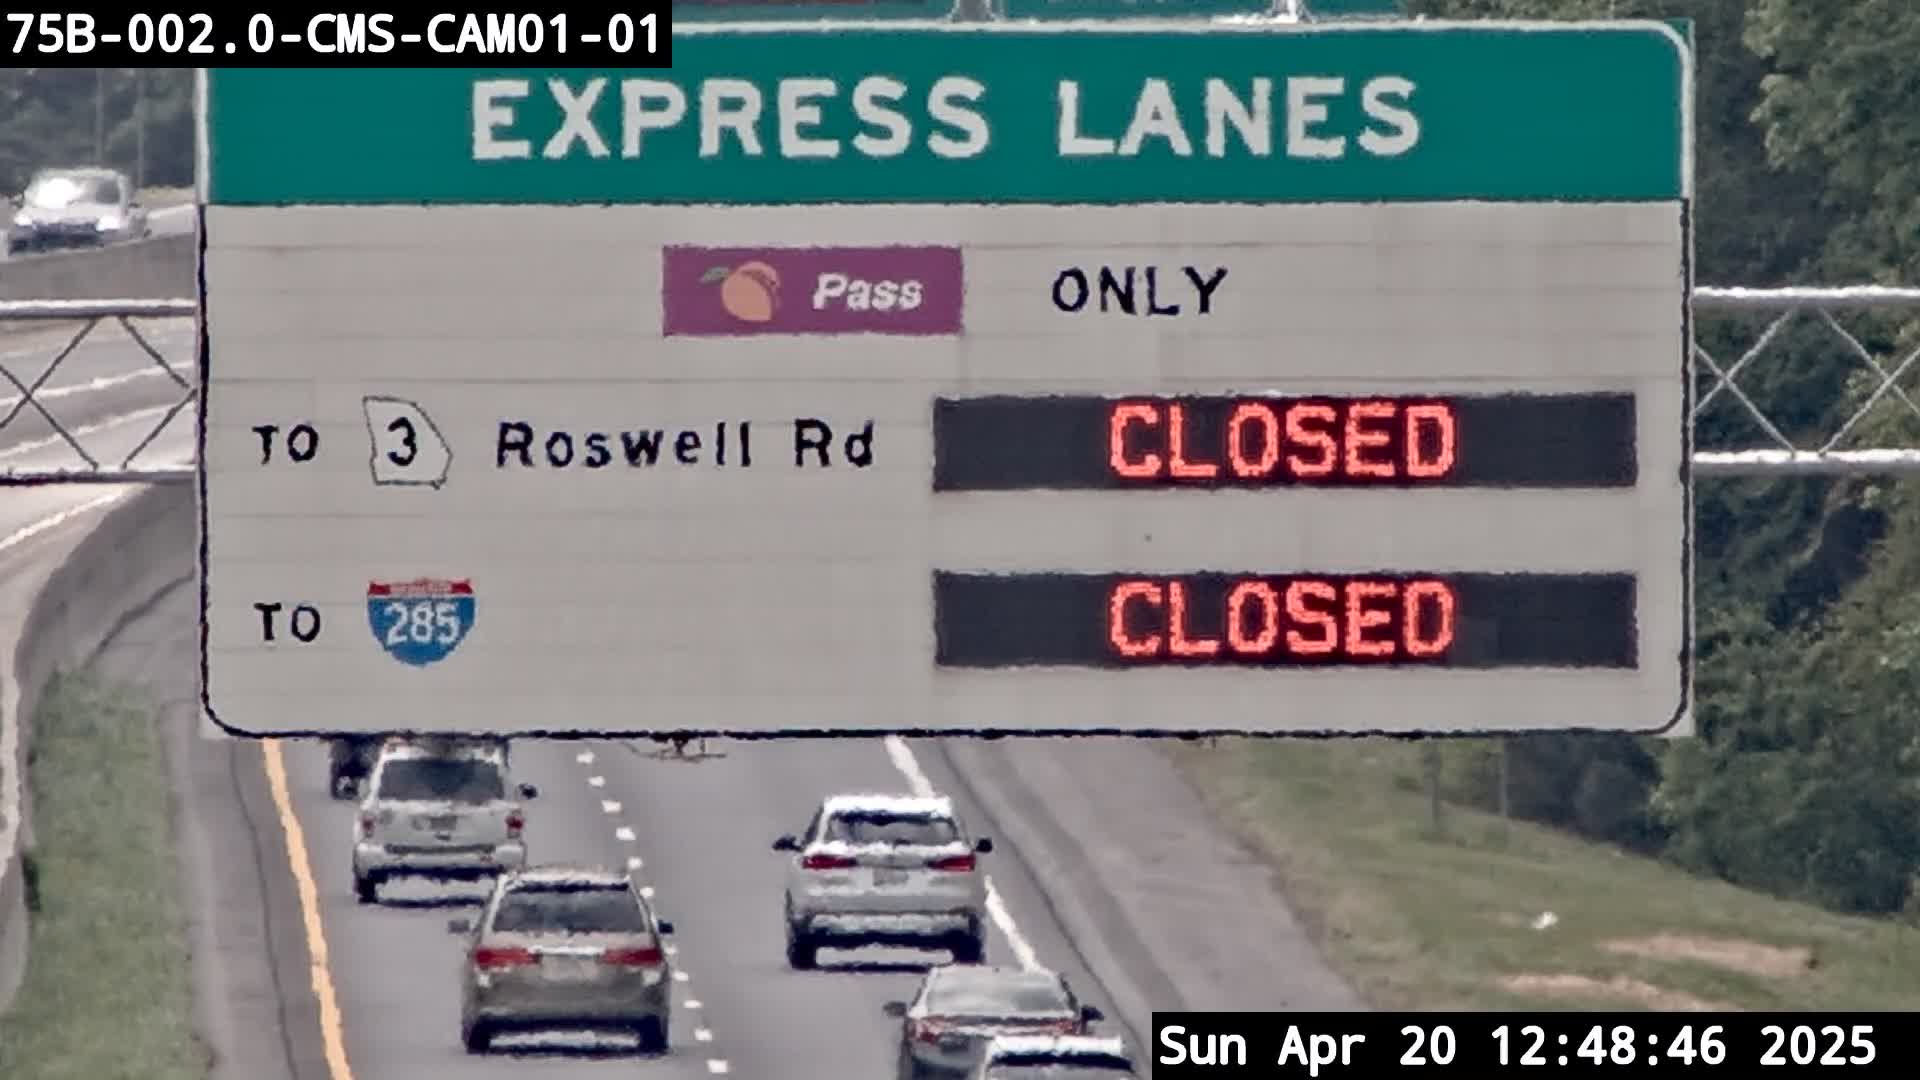 75B-002.0-CMS-CAM01-01
EXPRESS LANES
Pass ONLY
TO 3 Roswell Rd CLOSED
TO 285 CLOSED
Sun Apr 20 12:48:46 2025